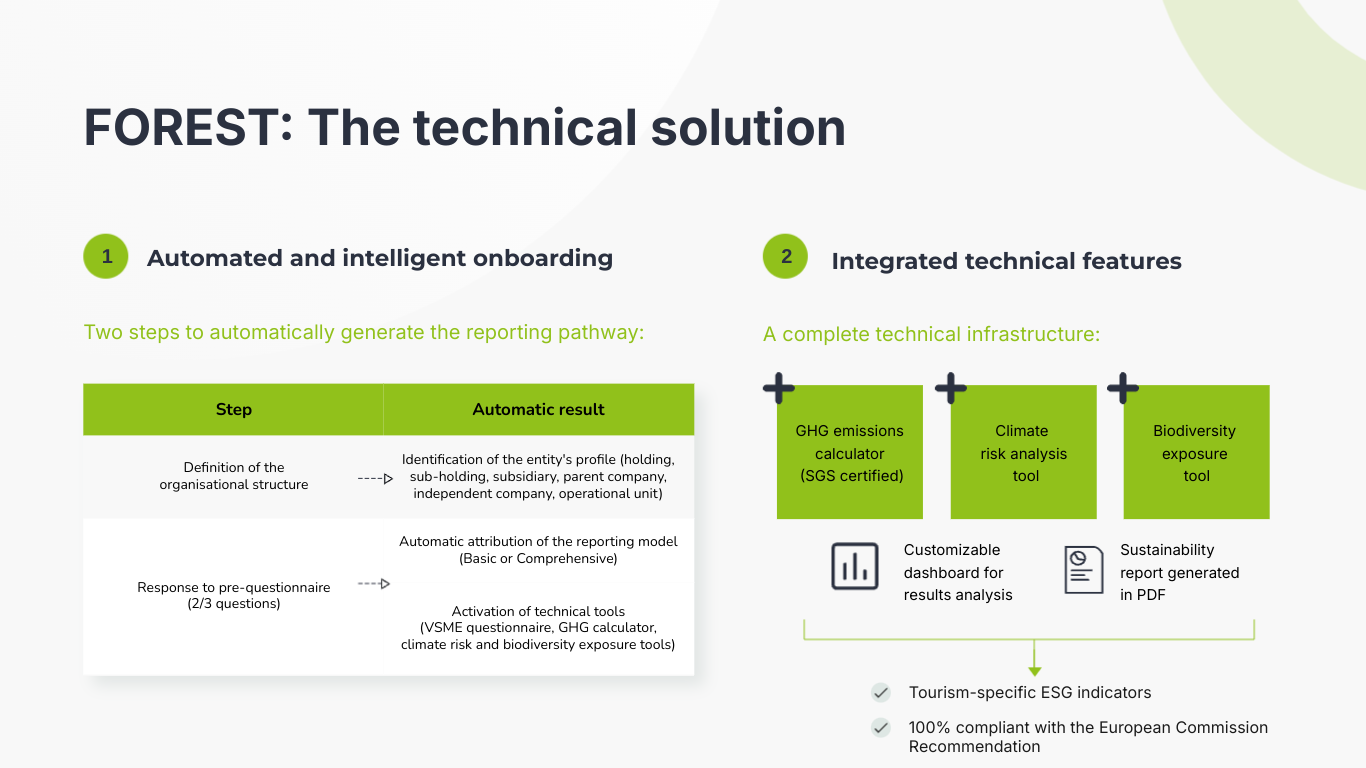 FOREST: The technical solution
1
Automated and intelligent onboarding
Two steps to automatically generate the reporting pathway:
Step
Automatic result
Definition of the
organisational structure
Identification of the entity's profile (holding,
sub-holding, subsidiary, parent company,
independent company, operational unit)
Response to pre-questionnaire
(2/3 questions)
Automatic attribution of the reporting model
(Basic or Comprehensive)
Activation of technical tools
(VSME questionnaire, GHG calculator,
climate risk and biodiversity exposure tools)
2
Integrated technical features
A complete technical infrastructure:
GHG emissions
calculator
(SGS certified)
Climate
risk analysis
tool
Biodiversity
exposure
tool
Customizable
dashboard for
results analysis
Sustainability
report generated
in PDF
Tourism-specific ESG indicators
100% compliant with the European Commission
Recommendation